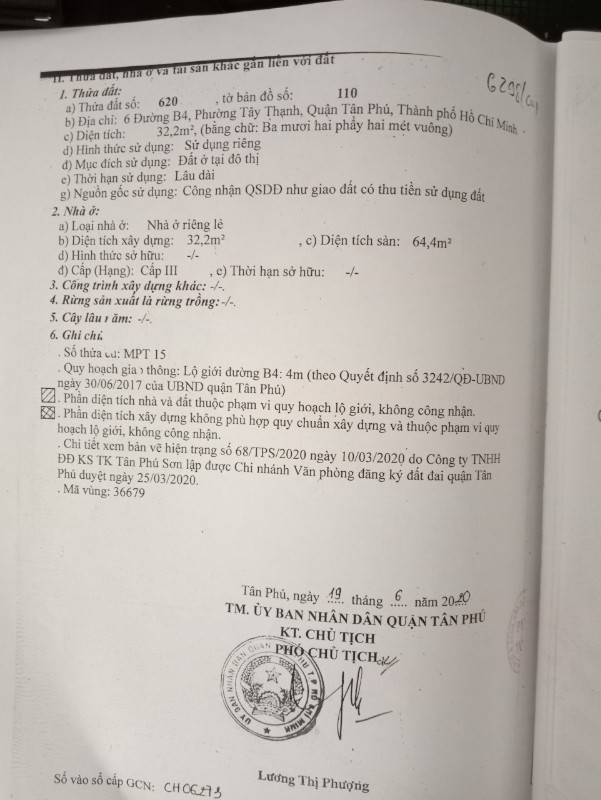 II. Thửa đất, nhà ở và tài sản khác gắn liền với đất
1. Thửa đất:
a) Thửa đất số: 620 , tờ bản đồ số: 110
b) Địa chỉ: 6 Đường B4, Phường Tây Thạnh, Quận Tân Phú, Thành phố Hồ Chí Minh
c) Diện tích: 32,2m², (bằng chữ: Ba mươi hai phẩy hai mét vuông)
d) Hình thức sử dụng: Sử dụng riêng
đ) Mục đích sử dụng: Đất ở tại đô thị
e) Thời hạn sử dụng: Lâu dài
g) Nguồn gốc sử dụng: Công nhận QSDĐ như giao đất có thu tiền sử dụng đất
2. Nhà ở:
a) Loại nhà ở: Nhà ở riêng lẻ
b) Diện tích xây dựng: 32,2m² , c) Diện tích sàn: 64,4m²
d) Hình thức sở hữu: -/-
đ) Cấp (Hạng): Cấp III , e) Thời hạn sở hữu: -/-
3. Công trình xây dựng khác: -/-.
4. Rừng sản xuất là rừng trồng: -/-.
5. Cây lâu năm: -/-.
6. Ghi chú
. Số thửa cũ: MPT 15
. Quy hoạch giao thông: Lộ giới đường B4: 4m (theo Quyết định số 3242/QĐ-UBND
ngày 30/06/2017 của UBND quận Tân Phú)
. Phần diện tích nhà và đất thuộc phạm vi quy hoạch lộ giới, không công nhận.
. Phần diện tích xây dựng không phù hợp quy chuẩn xây dựng và thuộc phạm vi quy
hoạch lộ giới, không công nhận.
. Chi tiết xem bản vẽ hiện trạng số 68/TPS/2020 ngày 10/03/2020 do Công ty TNHH
ĐĐ KS TK Tân Phú Sơn lập được Chi nhánh Văn phòng đăng ký đất đai quận Tân
Phú duyệt ngày 25/03/2020.
. Mã vùng: 36679
Tân Phú, ngày 19 tháng 6 năm 2020
TM. ỦY BAN NHÂN DÂN QUẬN TÂN PHÚ
KT. CHỦ TỊCH
PHÓ CHỦ TỊCH
Lương Thị Phượng
Số vào sổ cấp GCN: CH06273